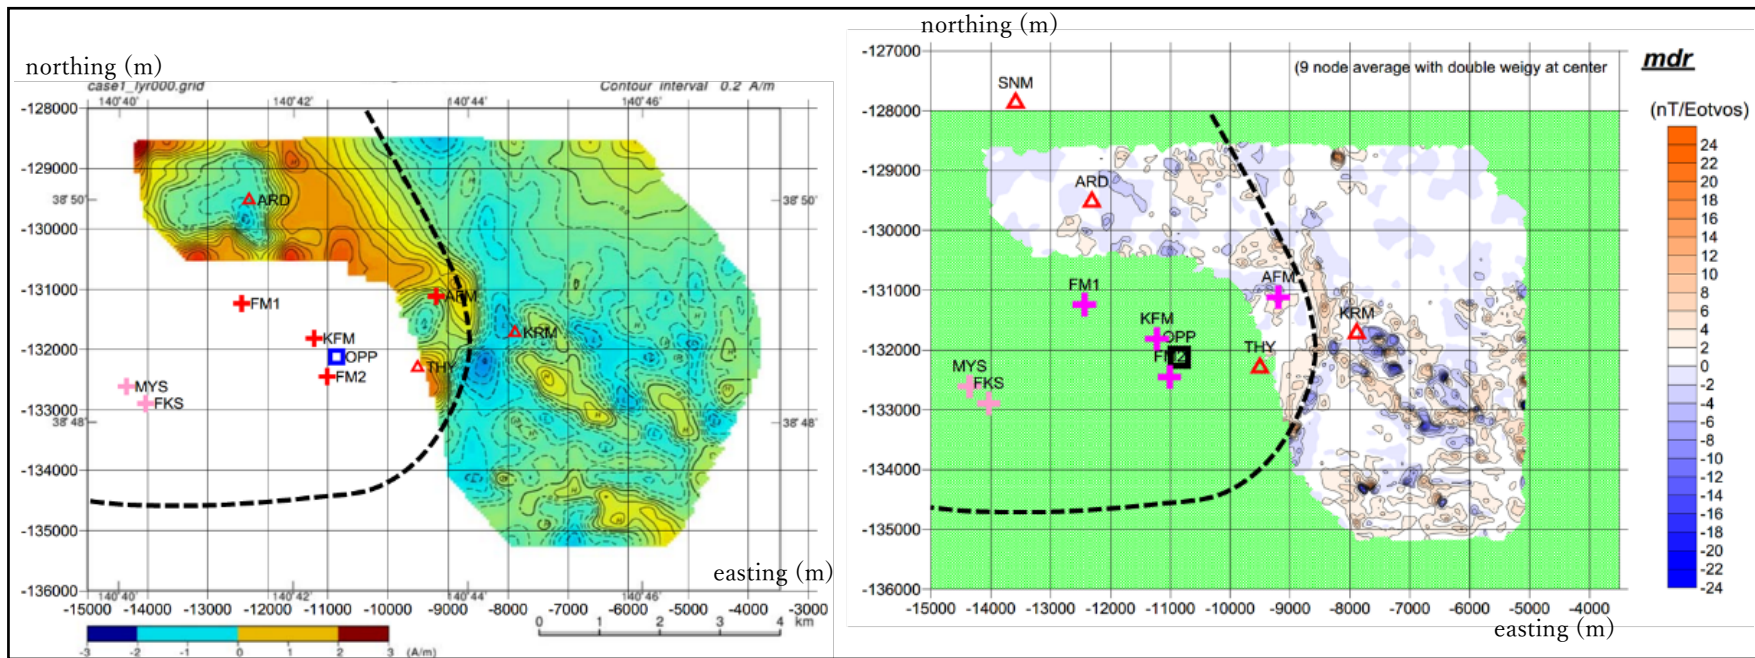 northing (m)
case1_lyr000.grid
Contour interval 0.2 A/m
140°40' 140°42' 140°44' 140°46'
-128000
-129000
38°50' 38°50'
-130000
-131000
-132000
-133000
38°48' 38°48'
-134000
-135000
-136000
ARD
AFM
FM1
KFM
KRM
OPP
THY
FM2
MYS
FKS
easting (m)
140°40' 140°42' 140°44' 140°46'
-15000 -14000 -13000 -12000 -11000 -10000 -9000 -8000 -7000 -6000 -5000 -4000 -3000
0 1 2 3 4 km
-3 -2 -1 0 1 2 3 (A/m)
northing (m)
-127000
-128000
-129000
-130000
-131000
-132000
-133000
-134000
-135000
-136000
(9 node average with double weigy at center
SNM
ARD
AFM
FM1
KFM
KRM
OPP
FM2
THY
MYS
FKS
-15000 -14000 -13000 -12000 -11000 -10000 -9000 -8000 -7000 -6000 -5000 -4000
easting (m)
mdr
(nT/Eotvos)
24
22
20
18
16
14
12
10
8
6
4
2
0
-2
-4
-6
-8
-10
-12
-14
-16
-18
-20
-22
-24